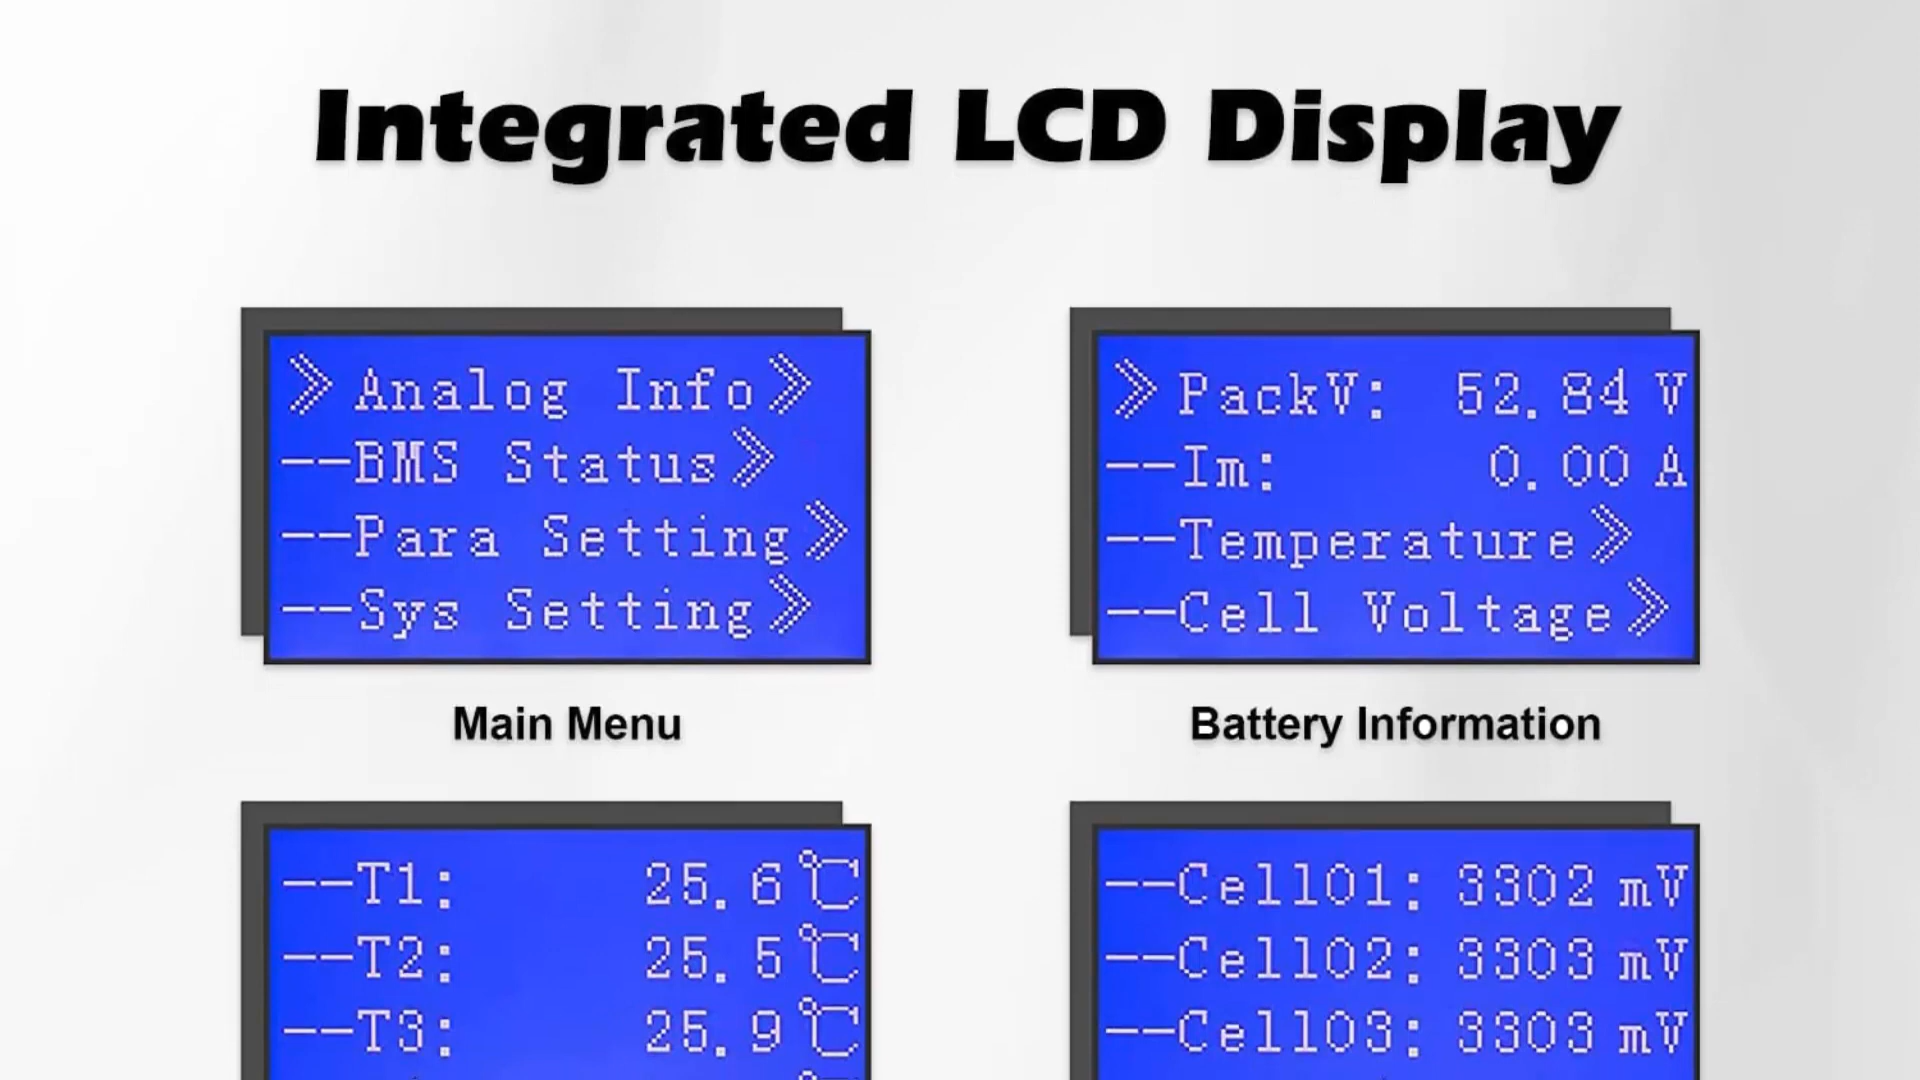 Integrated LCD Display
》Analog Info》
--BMS Status》
--Para Setting》
--Sys Setting》
Main Menu
》PackV: 52.84 V
--Im: 0.00 A
--Temperature》
--Cell Voltage》
Battery Information
--T1: 25.6℃
--T2: 25.5℃
--T3: 25.9℃
--Cell01: 3302 mV
--Cell02: 3303 mV
--Cell03: 3303 mV